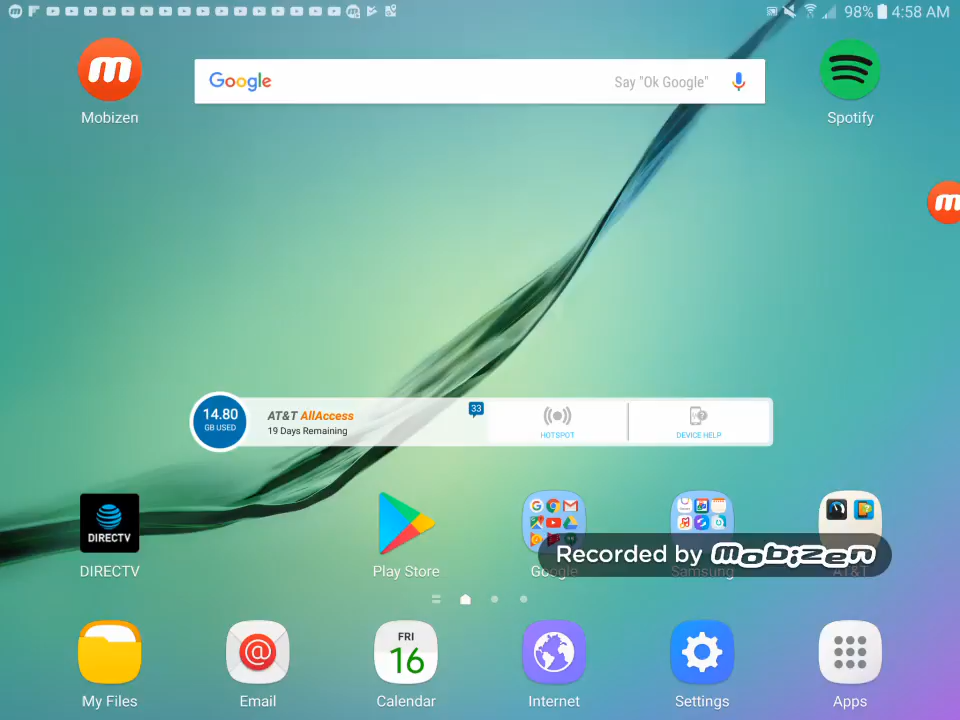 98% 4:58 AM
Mobizen
Google
Say "Ok Google"
Spotify
14.80
GB USED
AT&T AllAccess
19 Days Remaining
33
HOTSPOT
DEVICE HELP
DIRECTV
Recorded by mobizen
DIRECTV
Play Store
Google
Samsung
AT&T
FRI
16
My Files
Email
Calendar
Internet
Settings
Apps